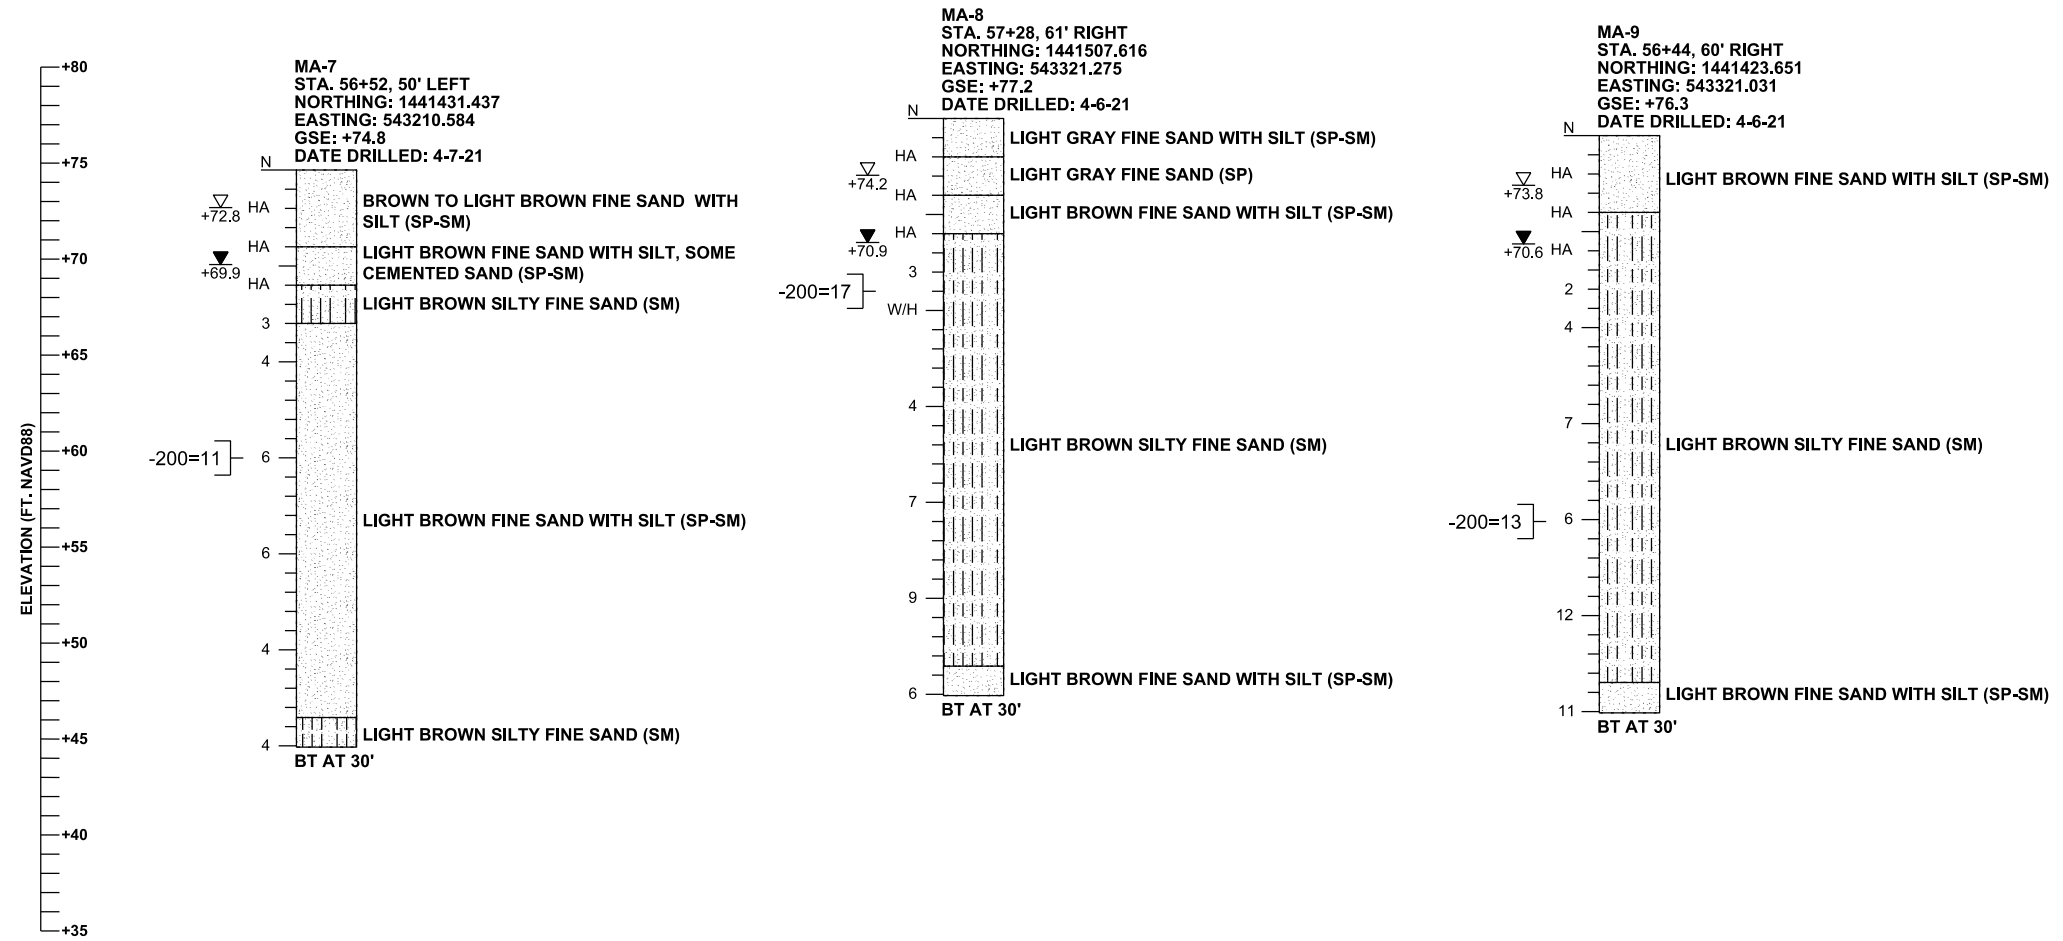 +80
+75
+70
+65
+60
+55
+50
+45
+40
+35
ELEVATION (FT. NAVD88)
MA-7
STA. 56+52, 50' LEFT
NORTHING: 1441431.437
EASTING: 543210.584
GSE: +74.8
DATE DRILLED: 4-7-21
N
+72.8
HA
BROWN TO LIGHT BROWN FINE SAND WITH
SILT (SP-SM)
HA
+69.9
LIGHT BROWN FINE SAND WITH SILT, SOME
CEMENTED SAND (SP-SM)
HA
LIGHT BROWN SILTY FINE SAND (SM)
3
4
-200=11
6
LIGHT BROWN FINE SAND WITH SILT (SP-SM)
6
4
LIGHT BROWN SILTY FINE SAND (SM)
4
BT AT 30'
MA-8
STA. 57+28, 61' RIGHT
NORTHING: 1441507.616
EASTING: 543321.275
GSE: +77.2
DATE DRILLED: 4-6-21
N
LIGHT GRAY FINE SAND WITH SILT (SP-SM)
HA
+74.2
LIGHT GRAY FINE SAND (SP)
HA
LIGHT BROWN FINE SAND WITH SILT (SP-SM)
HA
+70.9
3
-200=17
W/H
4
LIGHT BROWN SILTY FINE SAND (SM)
7
9
LIGHT BROWN FINE SAND WITH SILT (SP-SM)
6
BT AT 30'
MA-9
STA. 56+44, 60' RIGHT
NORTHING: 1441423.651
EASTING: 543321.031
GSE: +76.3
DATE DRILLED: 4-6-21
N
HA
+73.8
LIGHT BROWN FINE SAND WITH SILT (SP-SM)
HA
+70.6
HA
2
4
7
LIGHT BROWN SILTY FINE SAND (SM)
-200=13
6
12
LIGHT BROWN FINE SAND WITH SILT (SP-SM)
11
BT AT 30'